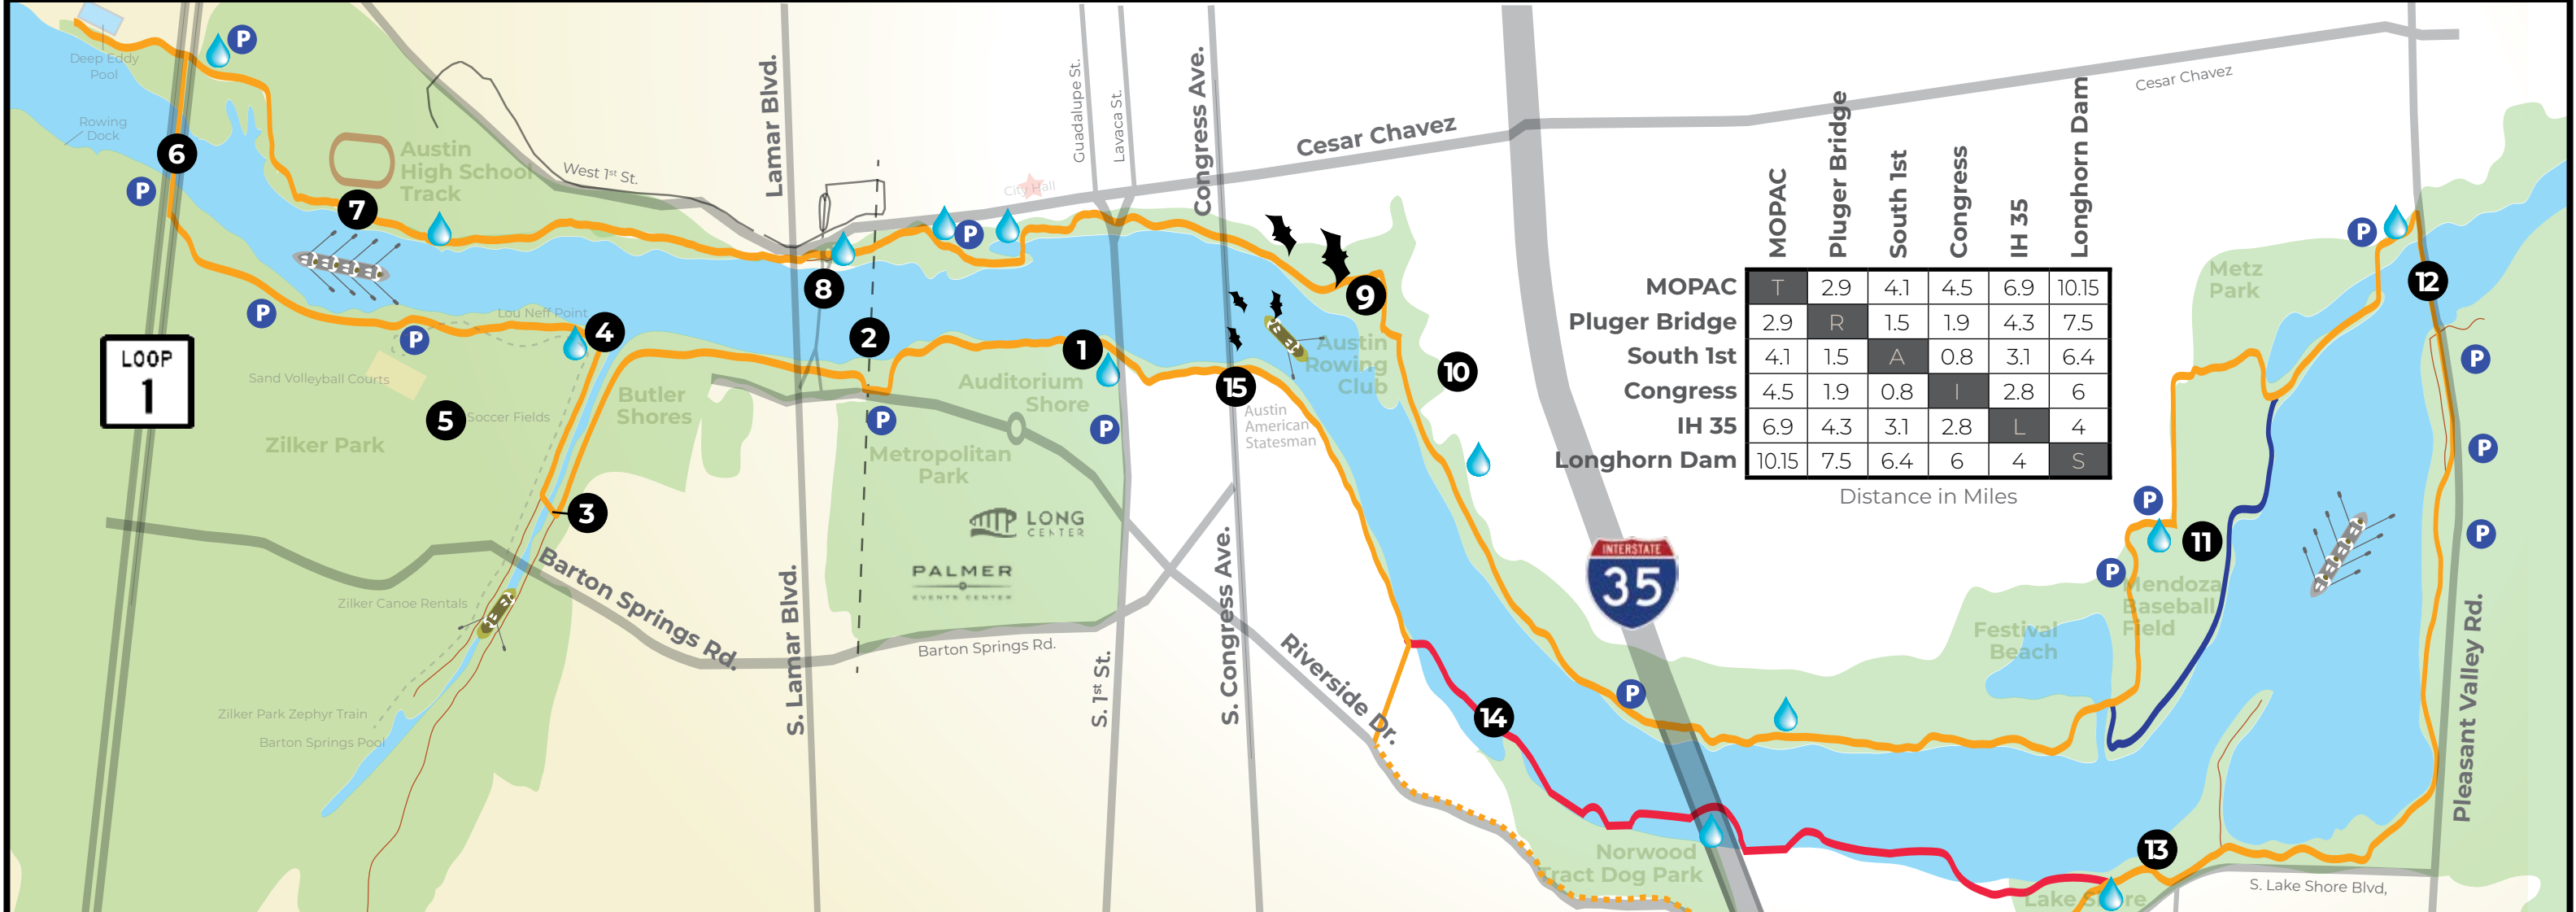 Deep Eddy
Pool
P
Rowing
Dock
6
P
Austin
High School
Track
7
West 1st St.
Lamar Blvd.
Guadalupe St.
Lavaca St.
Congress Ave.
City Hall
Cesar Chavez
Cesar Chavez
P
8
LOOP
1
P
P
Lou Neff Point
4
Sand Volleyball Courts
5
Soccer Fields
Zilker Park
Butler
Shores
3
2
P
1
Auditorium
Shore
P
Metropolitan
Park
LONG
CENTER
PALMER
EVENTS CENTER
Barton Springs Rd.
Barton Springs Rd.
Zilker Canoe Rentals
Zilker Park Zephyr Train
Barton Springs Pool
S. Lamar Blvd.
S. 1st St.
S. Congress Ave.
Riverside Dr.
9
Austin
Rowing
Club
10
15
Austin
American
Statesman
INTERSTATE
35
P
14
Norwood
Tract Dog Park
MOPAC Pluger Bridge South 1st Congress IH 35 Longhorn Dam
MOPAC T 2.9 4.1 4.5 6.9 10.15
Pluger Bridge 2.9 R 1.5 1.9 4.3 7.5
South 1st 4.1 1.5 A 0.8 3.1 6.4
Congress 4.5 1.9 0.8 I 2.8 6
IH 35 6.9 4.3 3.1 2.8 L 4
Longhorn Dam 10.15 7.5 6.4 6 4 S
Distance in Miles
Metz
Park
P
12
P
P
P
P
11
P
Mendoza
Baseball
Field
Festival
Beach
Pleasant Valley Rd.
13
S. Lake Shore Blvd,
Lake Shore